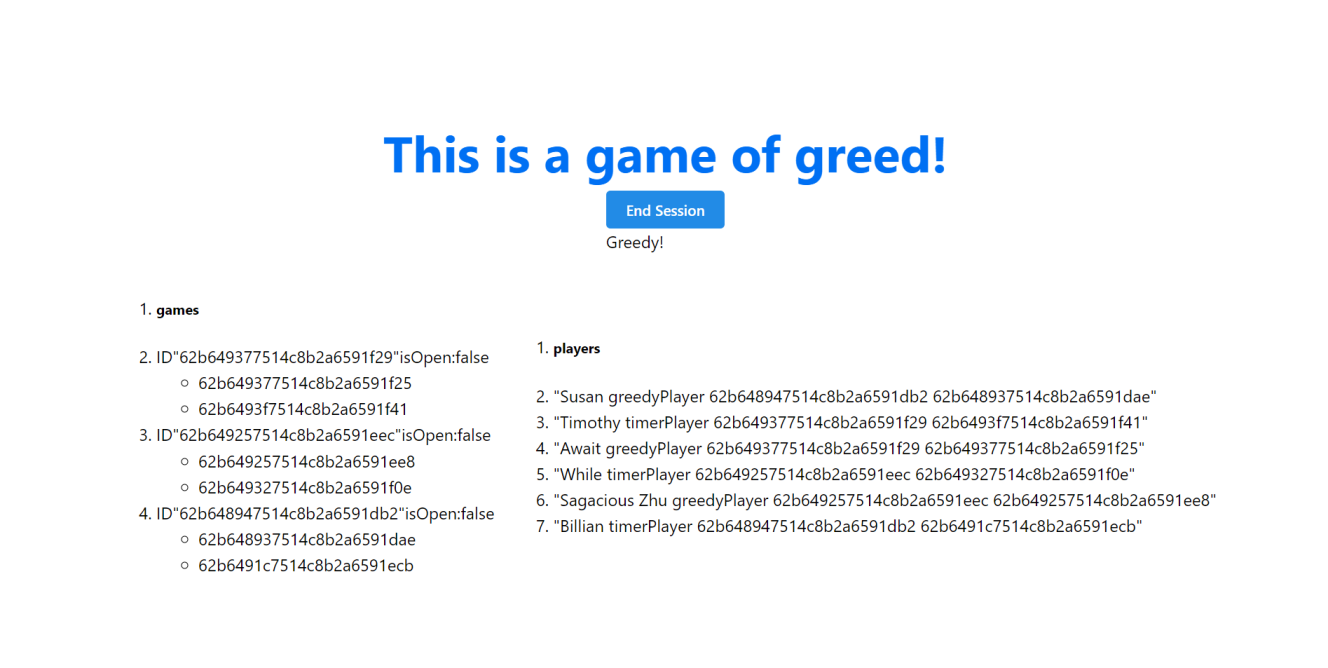 This is a game of greed!
End Session
Greedy!
1. games
2. ID"62b649377514c8b2a6591f29"isOpen:false
62b649377514c8b2a6591f25
62b6493f7514c8b2a6591f41
3. ID"62b649257514c8b2a6591eec"isOpen:false
62b649257514c8b2a6591ee8
62b649327514c8b2a6591f0e
4. ID"62b648947514c8b2a6591db2"isOpen:false
62b648937514c8b2a6591dae
62b6491c7514c8b2a6591ecb
1. players
2. "Susan greedyPlayer 62b648947514c8b2a6591db2 62b648937514c8b2a6591dae"
3. "Timothy timerPlayer 62b649377514c8b2a6591f29 62b6493f7514c8b2a6591f41"
4. "Await greedyPlayer 62b649377514c8b2a6591f29 62b649377514c8b2a6591f25"
5. "While timerPlayer 62b649257514c8b2a6591eec 62b649327514c8b2a6591f0e"
6. "Sagacious Zhu greedyPlayer 62b649257514c8b2a6591eec 62b649257514c8b2a6591ee8"
7. "Billian timerPlayer 62b648947514c8b2a6591db2 62b6491c7514c8b2a6591ecb"